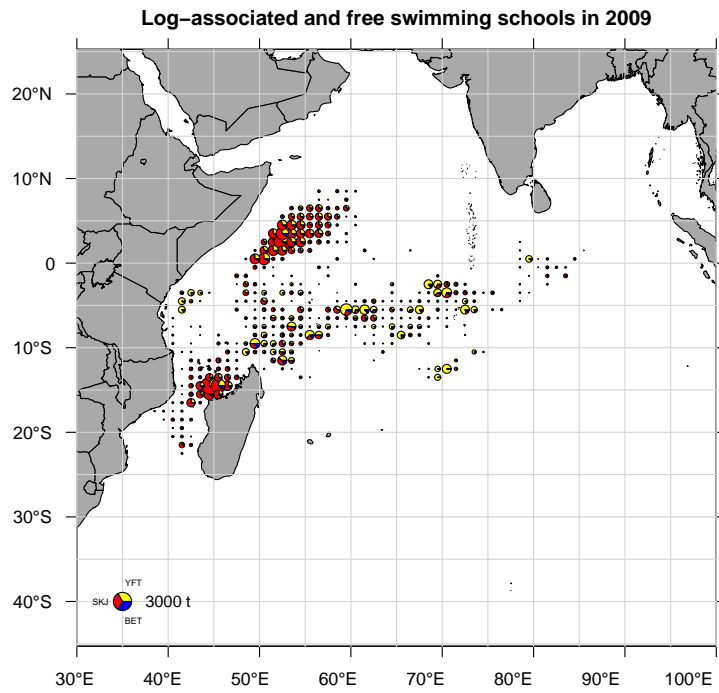 Log−associated and free swimming schools in 2009
20°N
10°N
0
10°S
20°S
30°S
40°S
YFT
SKJ
3000 t
BET
30°E 40°E 50°E 60°E 70°E 80°E 90°E 100°E